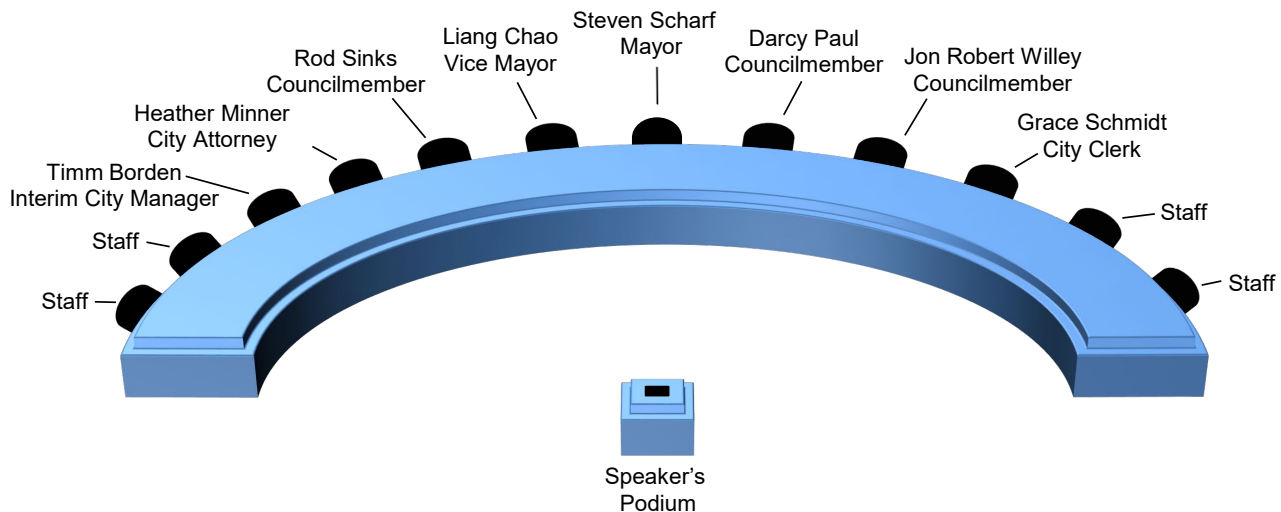 Steven Scharf
Mayor
Liang Chao
Vice Mayor
Darcy Paul
Councilmember
Rod Sinks
Councilmember
Jon Robert Willey
Councilmember
Heather Minner
City Attorney
Grace Schmidt
City Clerk
Timm Borden
Interim City Manager
Staff
Staff
Staff
Staff
Speaker’s
Podium